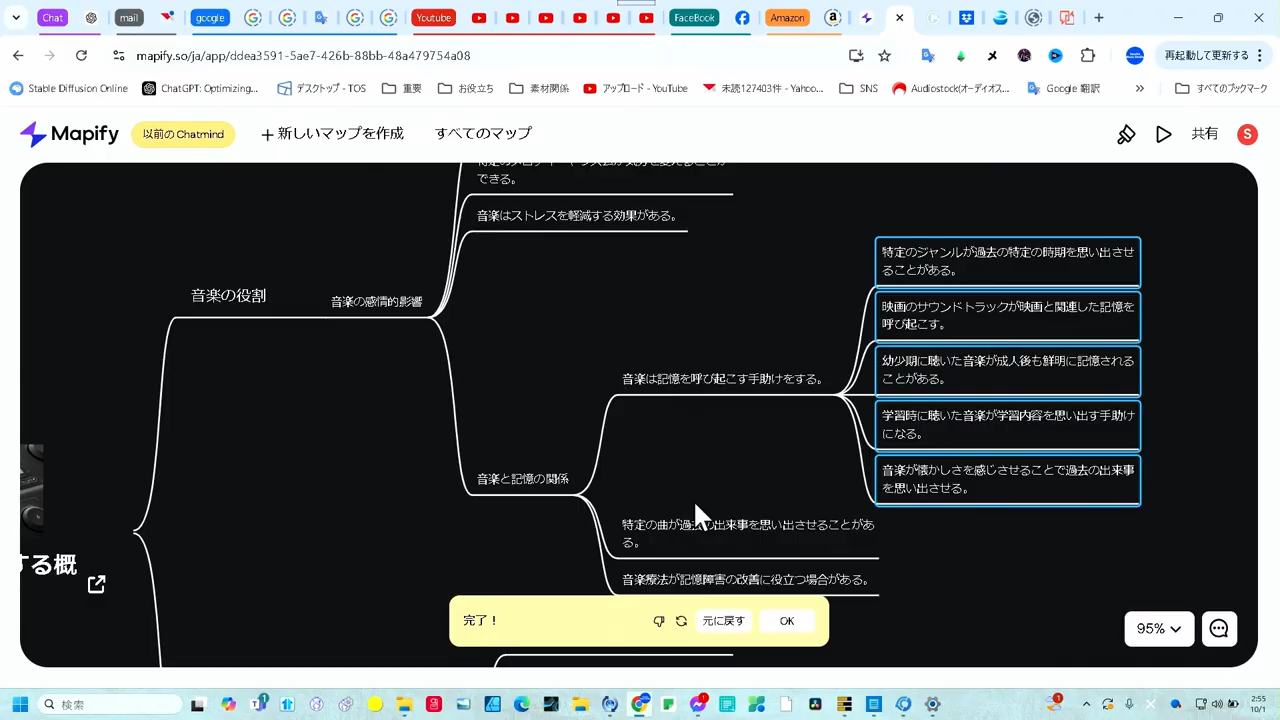 Chat
mail
google
Youtube
FaceBook
Amazon
mapify.so/ja/app/ddea3591-5ae7-426b-88bb-48a479754a08
再起動して更新する
Stable Diffusion Online
ChatGPT: Optimizing...
デスクトップ - TOS
重要
お役立ち
素材関係
アップロード - YouTube
未読127403件 - Yahoo...
SNS
Audiostock(オーディオス...
Google 翻訳
»
すべてのブックマーク
Mapify
以前の Chatmind
+ 新しいマップを作成
すべてのマップ
共有
S
できる。
音楽はストレスを軽減する効果がある。
音楽の役割
音楽の感情的影響
特定のジャンルが過去の特定の時期を思い出させ
ることがある。
映画のサウンドトラックが映画と関連した記憶を
呼び起こす。
幼少期に聴いた音楽が成人後も鮮明に記憶される
ことがある。
学習時に聴いた音楽が学習内容を思い出す手助け
になる。
音楽が懐かしさを感じさせることで過去の出来事
を思い出させる。
音楽は記憶を呼び起こす手助けをする。
音楽と記憶の関係
特定の曲が過去の出来事を思い出させることがあ
る。
音楽療法が記憶障害の改善に役立つ場合がある。
する概
完了！
元に戻す
OK
95%
検索
2:55
10/1